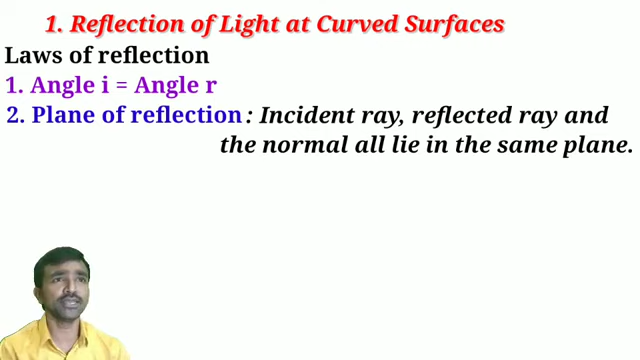 1. Reflection of Light at Curved Surfaces
Laws of reflection
1. Angle i = Angle r
2. Plane of reflection : Incident ray, reflected ray and
the normal all lie in the same plane.